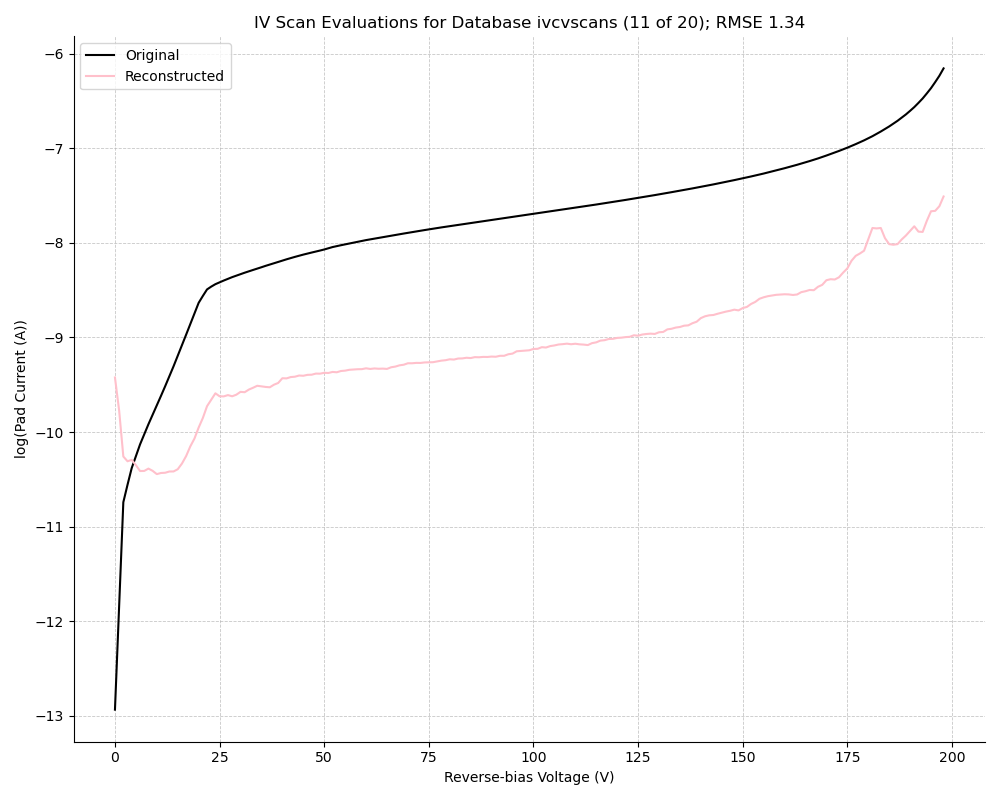 IV Scan Evaluations for Database ivcvscans (11 of 20); RMSE 1.34
Original
Reconstructed
−6
−7
−8
−9
−10
−11
−12
−13
log(Pad Current (A))
0 25 50 75 100 125 150 175 200
Reverse-bias Voltage (V)